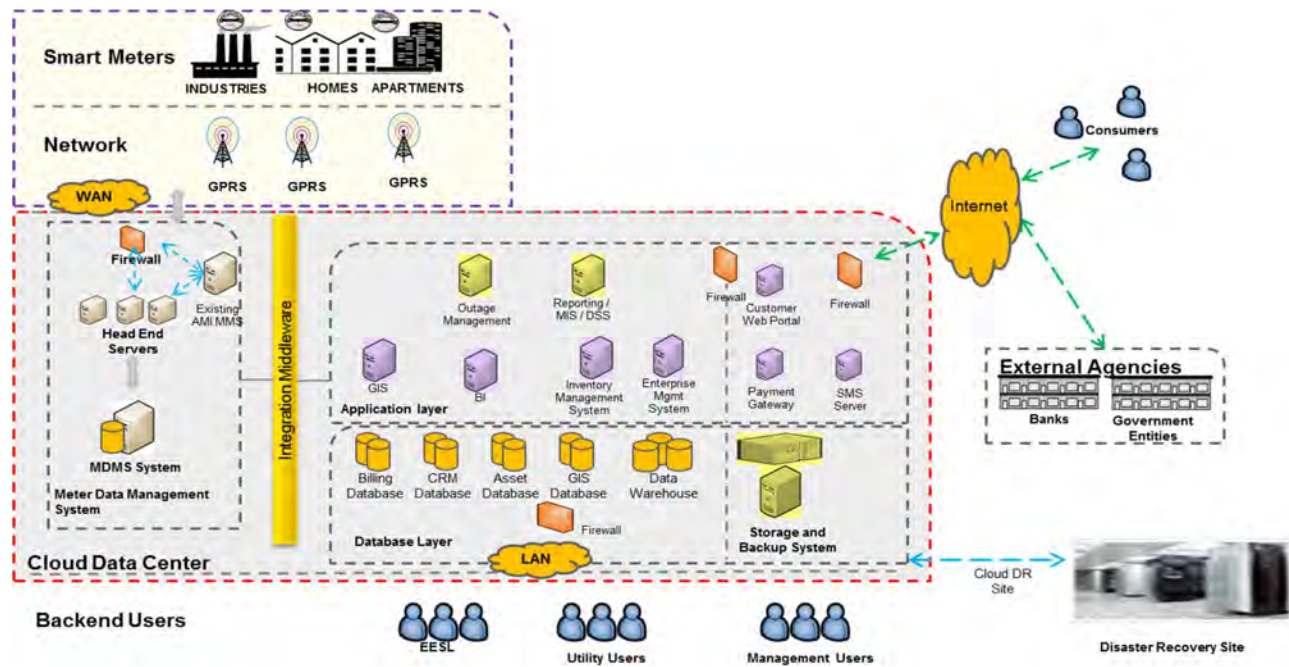 Smart Meters
INDUSTRIES
HOMES
APARTMENTS
Network
GPRS
GPRS
GPRS
WAN
Firewall
Existing
AMI MMS
Head End
Servers
MDMS System
Meter Data Management
System
Integration Middleware
Outage
Management
Reporting /
MIS / DSS
Firewall
Customer
Web Portal
Firewall
GIS
BI
Inventory
Management
System
Enterprise
Mgmt
System
Payment
Gateway
SMS
Server
Application layer
Billing
Database
CRM
Database
Asset
Database
GIS
Database
Data
Warehouse
Firewall
Database Layer
LAN
Storage and
Backup System
Cloud Data Center
Internet
Consumers
External Agencies
Banks
Government
Entities
Cloud DR
Site
Disaster Recovery Site
Backend Users
EESL
Utility Users
Management Users